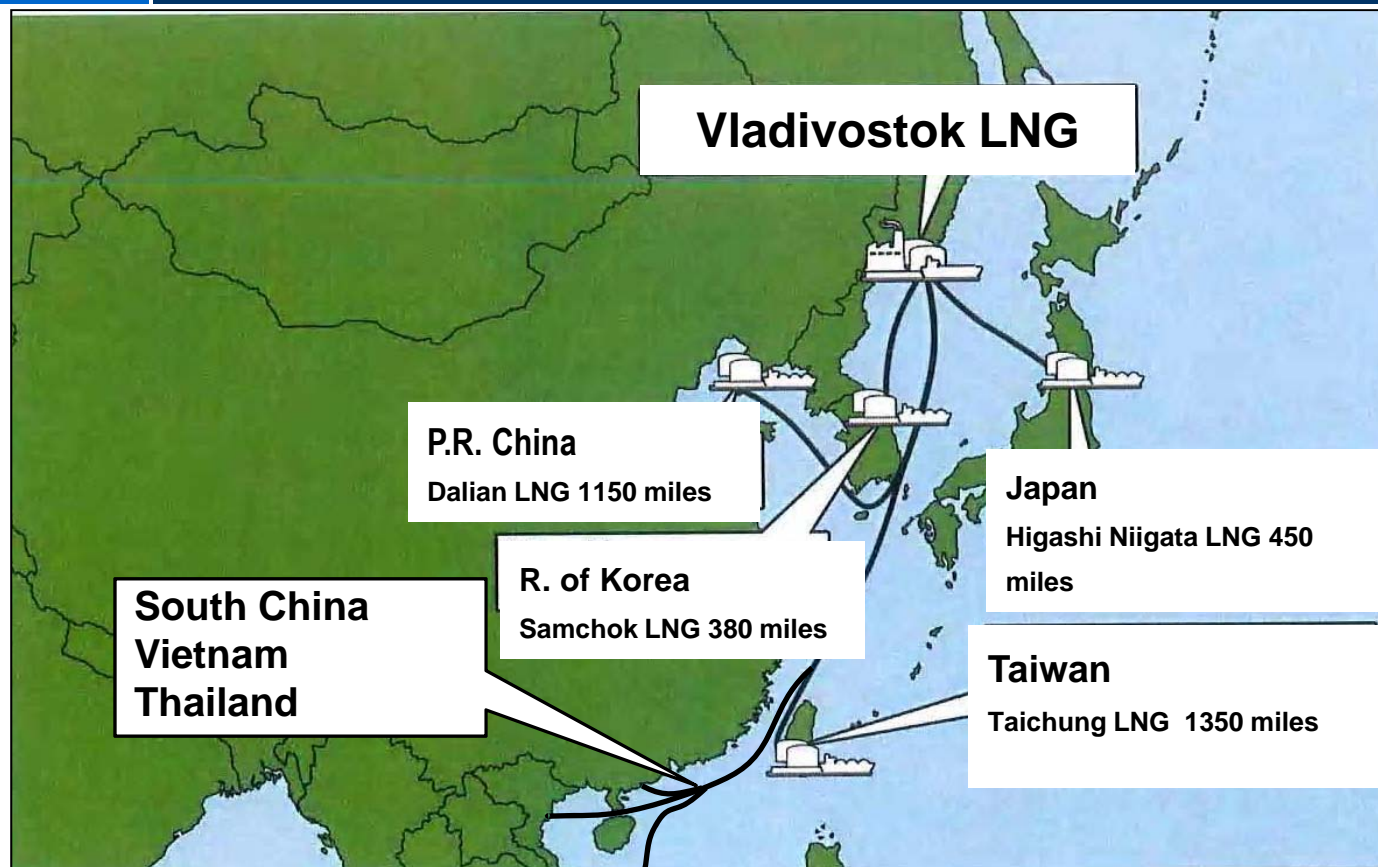 Vladivostok LNG
P.R. China
Dalian LNG 1150 miles
R. of Korea
Samchok LNG 380 miles
Japan
Higashi Niigata LNG 450
miles
South China
Vietnam
Thailand
Taiwan
Taichung LNG 1350 miles